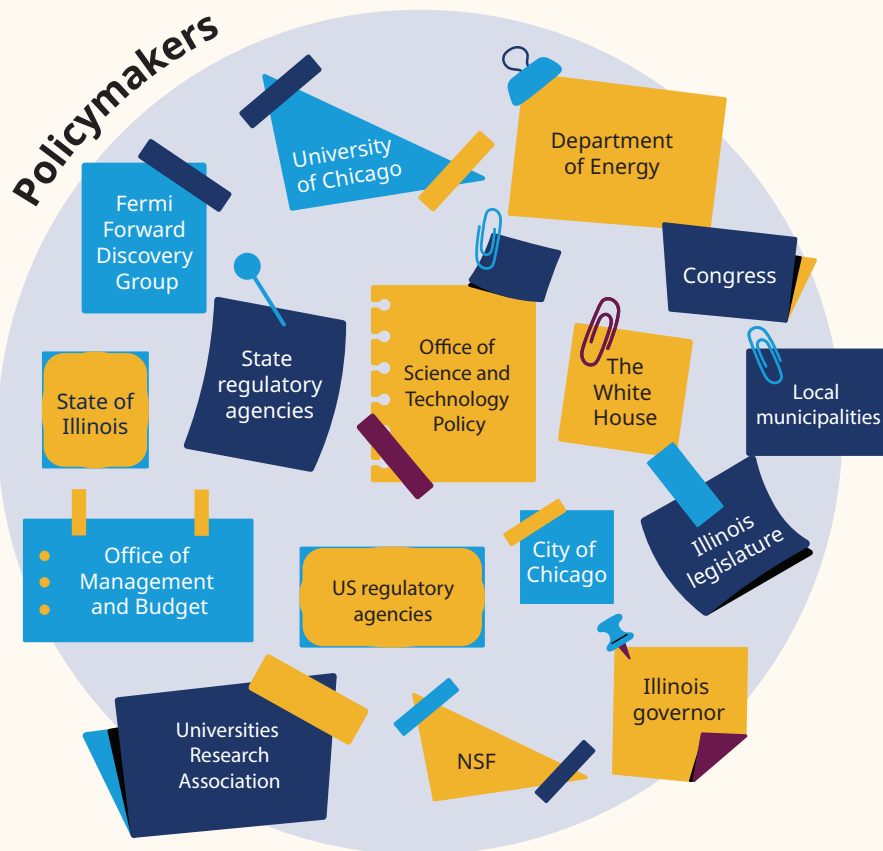 Policymakers
University
of Chicago
Department
of Energy
Fermi
Forward
Discovery
Group
Congress
State
regulatory
agencies
Office of
Science and
Technology
Policy
The
White
House
Local
municipalities
State of
Illinois
Illinois
legislature
Office of
Management
and Budget
US regulatory
agencies
City of
Chicago
Illinois
governor
Universities
Research
Association
NSF